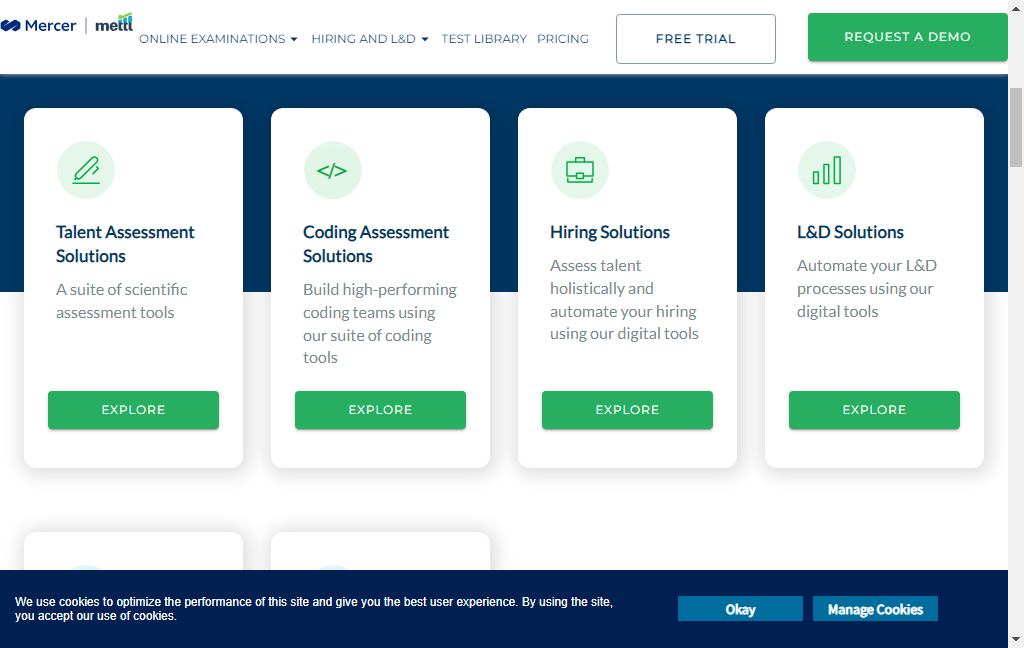 Mercer | mettl
ONLINE EXAMINATIONS
HIRING AND L&D
TEST LIBRARY
PRICING
FREE TRIAL
REQUEST A DEMO
</>
Talent Assessment
Solutions
A suite of scientific
assessment tools
EXPLORE
Coding Assessment
Solutions
Build high-performing
coding teams using
our suite of coding
tools
EXPLORE
Hiring Solutions
Assess talent
holistically and
automate your hiring
using our digital tools
EXPLORE
L&D Solutions
Automate your L&D
processes using our
digital tools
EXPLORE
We use cookies to optimize the performance of this site and give you the best user experience. By using the site,
you accept our use of cookies.
Okay
Manage Cookies